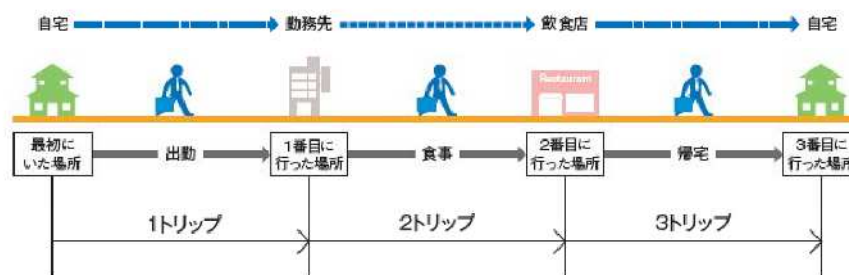 自宅 勤務先 飲食店 自宅
Restaurant
最初に
いた場所
出勤
1番目に
行った場所
食事
2番目に
行った場所
帰宅
3番目に
行った場所
1トリップ 2トリップ 3トリップ